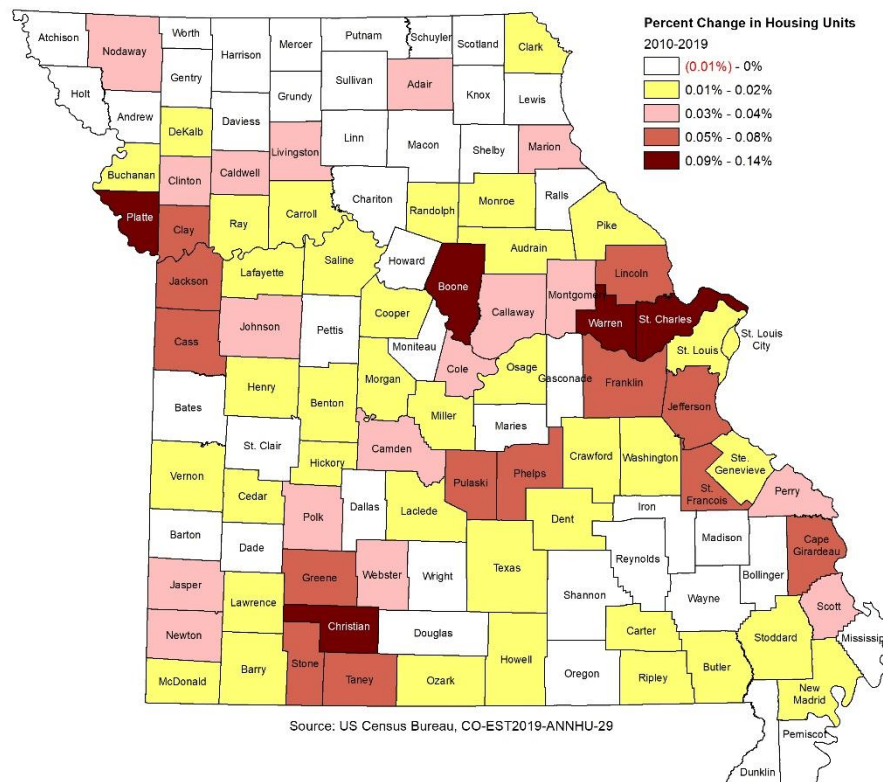 Percent Change in Housing Units
2010-2019
(0.01%) - 0%
0.01% - 0.02%
0.03% - 0.04%
0.05% - 0.08%
0.09% - 0.14%
Atchison
Nodaway
Worth
Harrison
Mercer
Putnam
Schuyler
Scotland
Clark
Holt
Gentry
Grundy
Sullivan
Adair
Knox
Lewis
Andrew
DeKalb
Daviess
Livingston
Linn
Macon
Shelby
Marion
Buchanan
Clinton
Caldwell
Chariton
Randolph
Monroe
Ralls
Platte
Clay
Ray
Carroll
Pike
Audrain
Howard
Boone
Saline
Lafayette
Jackson
Callaway
Montgomery
Lincoln
Warren
St. Charles
St. Louis
City
St. Louis
Cooper
Johnson
Pettis
Moniteau
Cass
Cole
Osage
Gasconade
Franklin
Jefferson
Morgan
Henry
Benton
Miller
Maries
Bates
St. Clair
Camden
Hickory
Pulaski
Phelps
Crawford
Washington
Ste.
Genevieve
St.
Francois
Perry
Vernon
Cedar
Polk
Dallas
Laclede
Dent
Iron
Barton
Dade
Texas
Reynolds
Madison
Bollinger
Cape
Girardeau
Jasper
Greene
Webster
Wright
Shannon
Wayne
Scott
Lawrence
Newton
Christian
Douglas
Carter
Stoddard
Mississip
McDonald
Barry
Stone
Taney
Ozark
Howell
Oregon
Ripley
Butler
New
Madrid
Pemiscot
Dunklin
Source: US Census Bureau, CO-EST2019-ANNHU-29